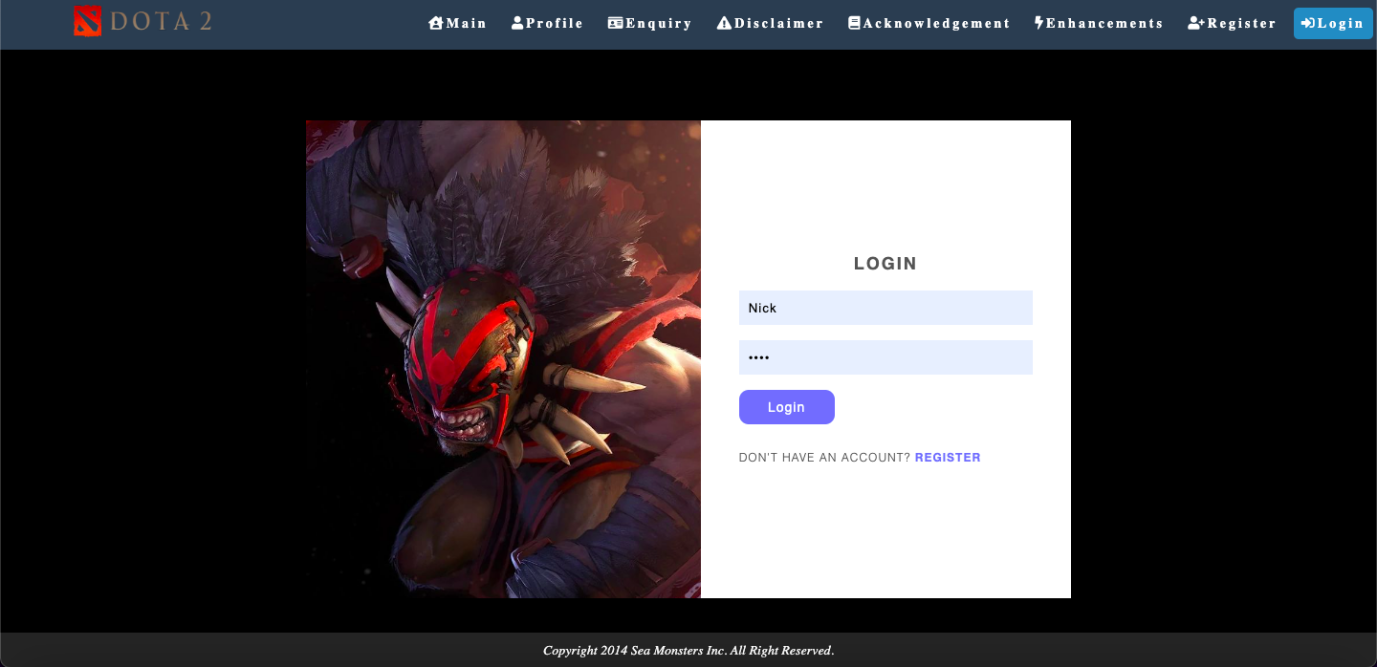 DOTA 2
Main Profile Enquiry Disclaimer Acknowledgement Enhancements Register Login
LOGIN
Nick
••••
Login
DON'T HAVE AN ACCOUNT? REGISTER
Copyright 2014 Sea Monsters Inc. All Right Reserved.